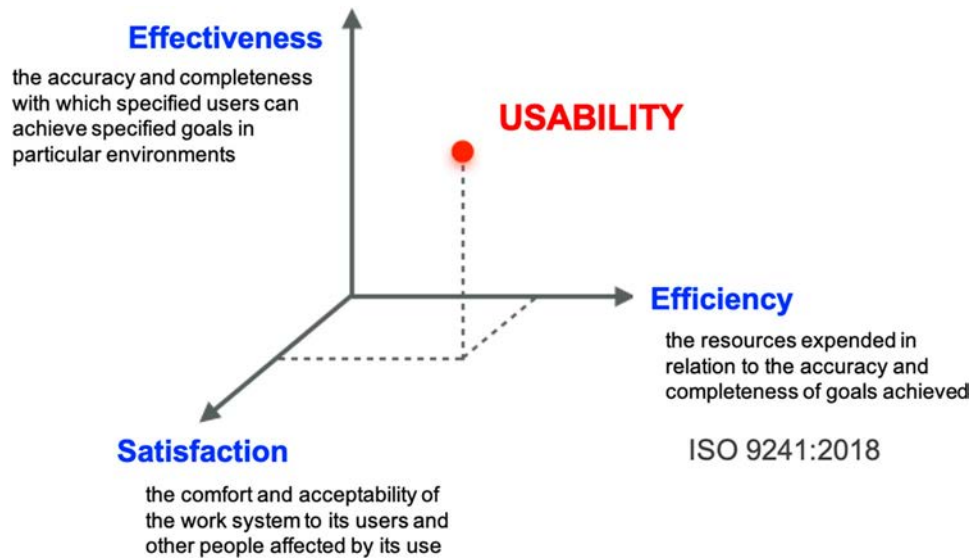 Effectiveness
the accuracy and completeness
with which specified users can
achieve specified goals in
particular environments
USABILITY
Efficiency
the resources expended in
relation to the accuracy and
completeness of goals achieved
ISO 9241:2018
Satisfaction
the comfort and acceptability of
the work system to its users and
other people affected by its use